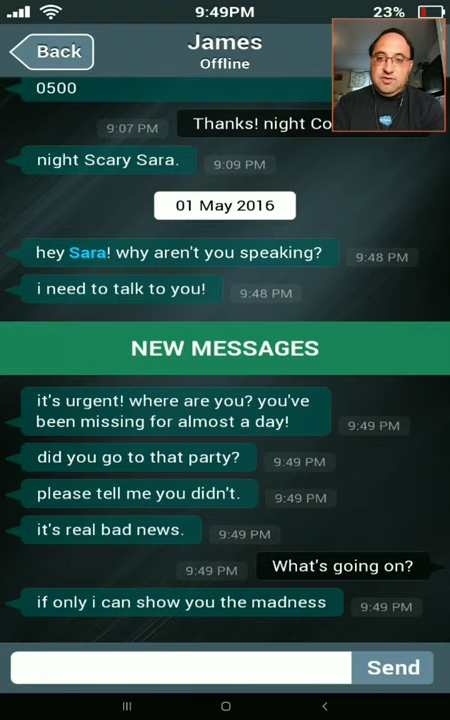 9:49PM
23%
Back
James
Offline
0500
9:07 PM
Thanks! night Co
night Scary Sara.
9:09 PM
01 May 2016
hey Sara! why aren't you speaking?
9:48 PM
i need to talk to you!
9:48 PM
NEW MESSAGES
it's urgent! where are you? you've
been missing for almost a day!
9:49 PM
did you go to that party?
9:49 PM
please tell me you didn't.
9:49 PM
it's real bad news.
9:49 PM
9:49 PM
What's going on?
if only i can show you the madness
9:49 PM
Send